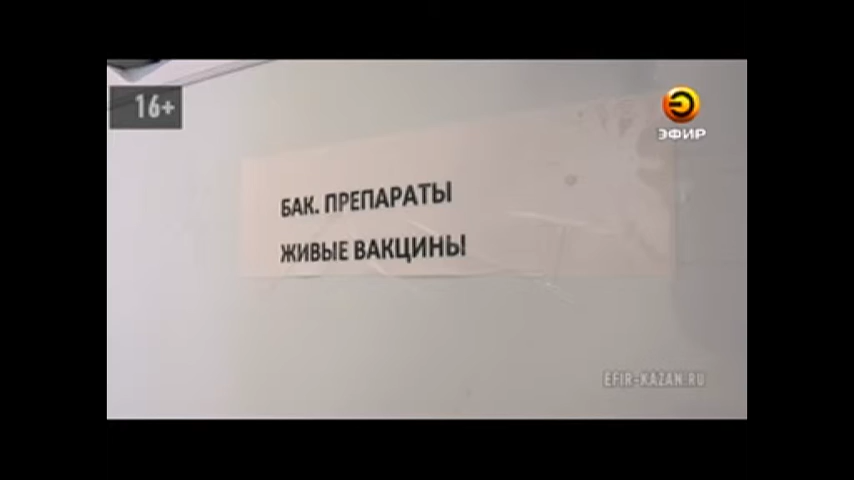 16+
ЭФИР
БАК. ПРЕПАРАТЫ
ЖИВЫЕ ВАКЦИНЫ
EFIR-KAZAN.RU